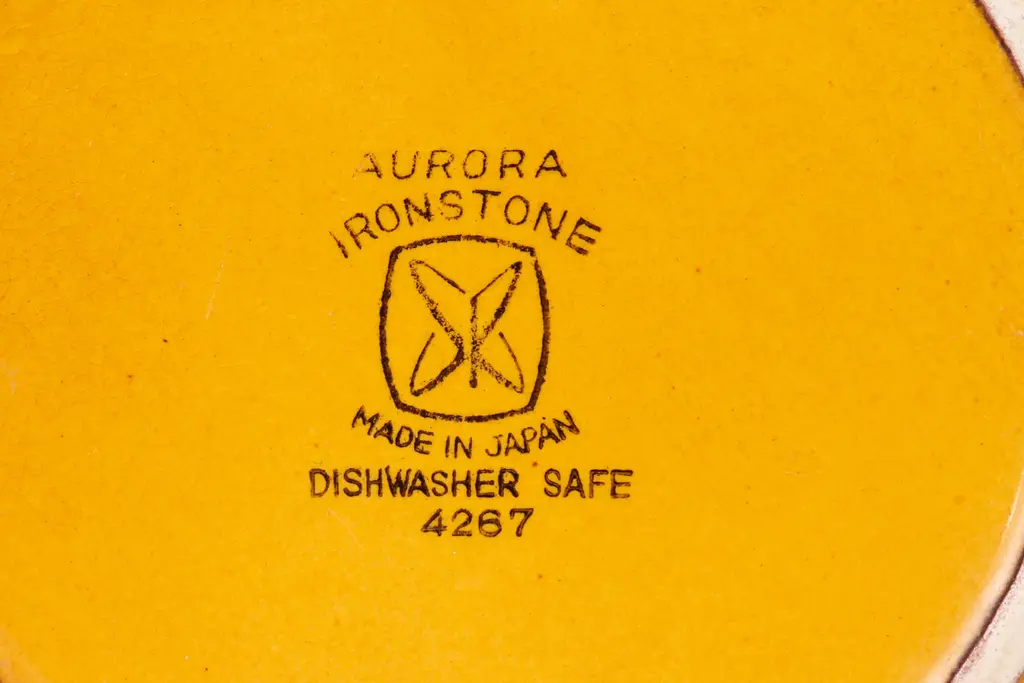 AURORA
IRONSTONE
MADE IN JAPAN
DISHWASHER SAFE
4267